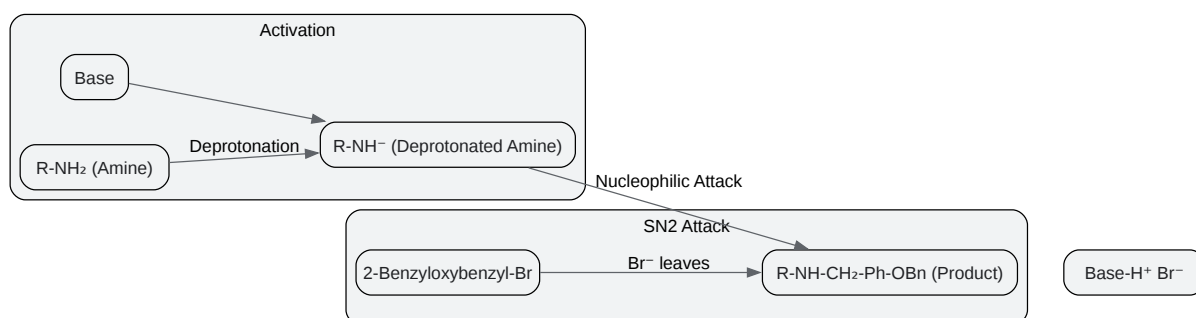 Activation
Base
Deprotonation
R-NH₂ (Amine)
R-NH⁻ (Deprotonated Amine)
Nucleophilic Attack
SN2 Attack
2-Benzyloxybenzyl-Br
Br⁻ leaves
R-NH-CH₂-Ph-OBn (Product)
Base-H⁺ Br⁻